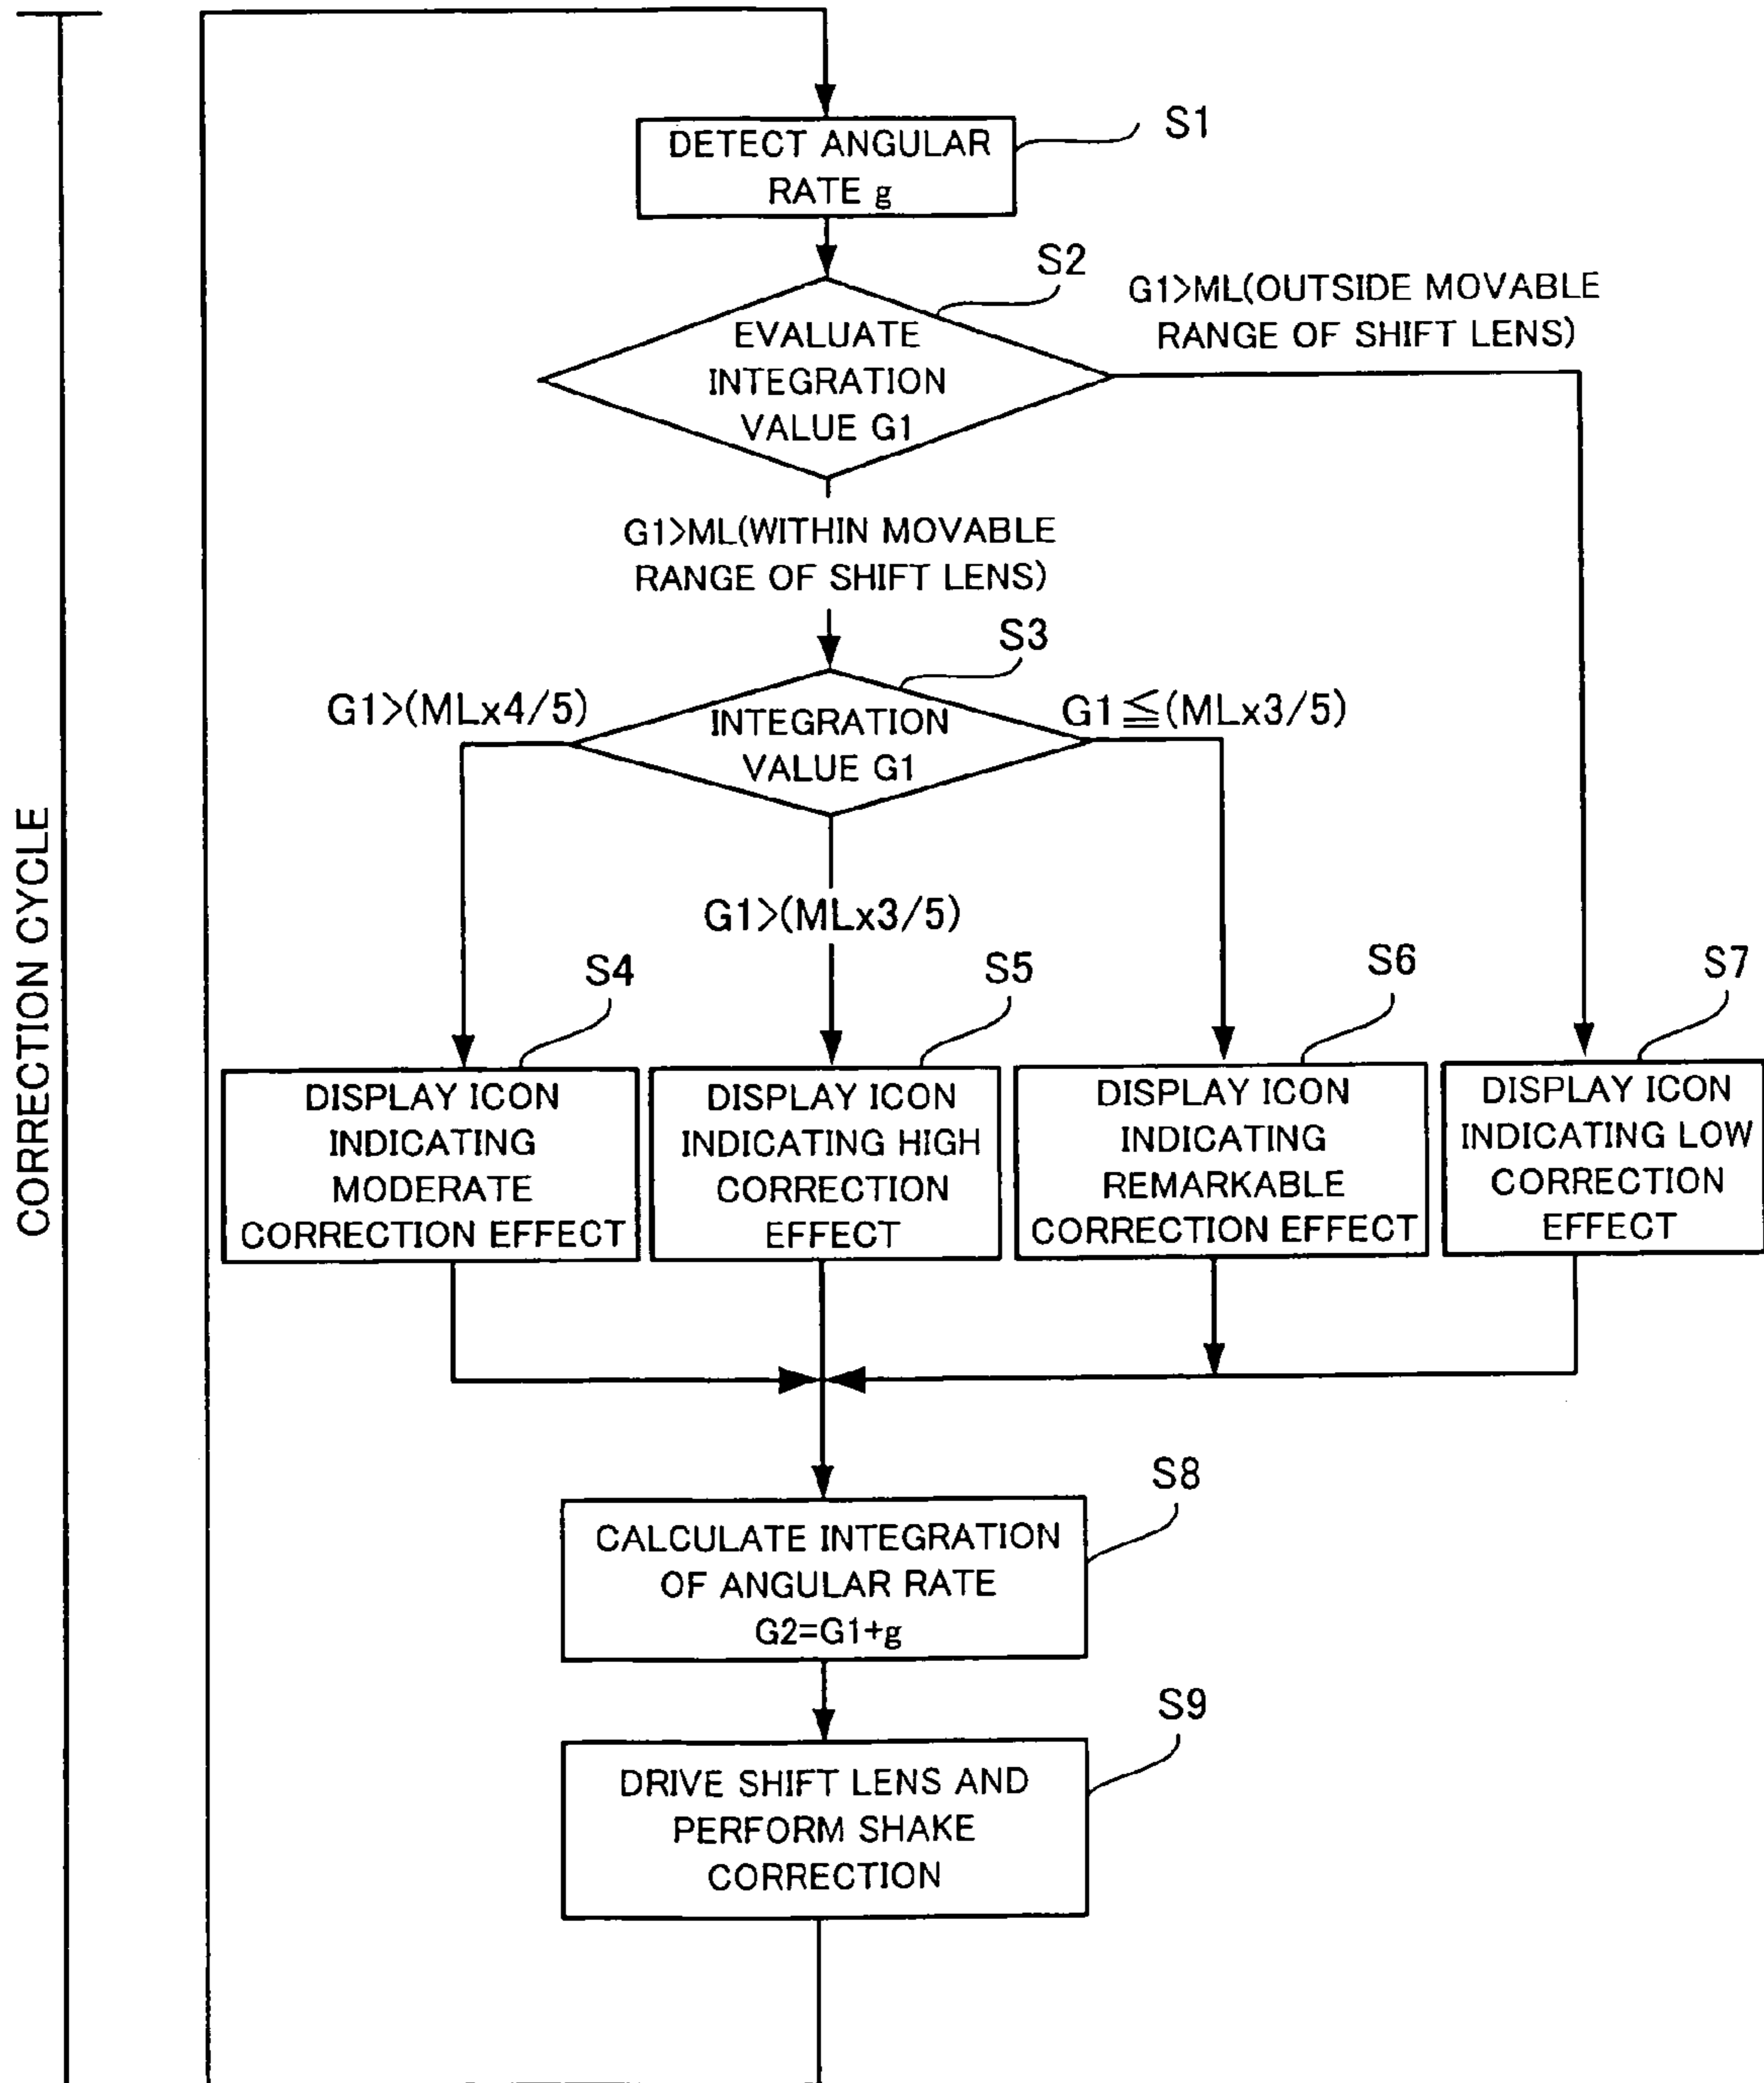 CORRECTION CYCLE
DETECT ANGULAR
RATE g
S1
S2
EVALUATE
INTEGRATION
VALUE G1
G1>ML(OUTSIDE MOVABLE
RANGE OF SHIFT LENS)
G1>ML(WITHIN MOVABLE
RANGE OF SHIFT LENS)
S3
G1>(MLx4/5)
INTEGRATION
VALUE G1
G1≦(MLx3/5)
G1>(MLx3/5)
S4
S5
S6
S7
DISPLAY ICON
INDICATING
MODERATE
CORRECTION EFFECT
DISPLAY ICON
INDICATING HIGH
CORRECTION
EFFECT
DISPLAY ICON
INDICATING
REMARKABLE
CORRECTION EFFECT
DISPLAY ICON
INDICATING LOW
CORRECTION
EFFECT
S8
CALCULATE INTEGRATION
OF ANGULAR RATE
G2=G1+g
S9
DRIVE SHIFT LENS AND
PERFORM SHAKE
CORRECTION